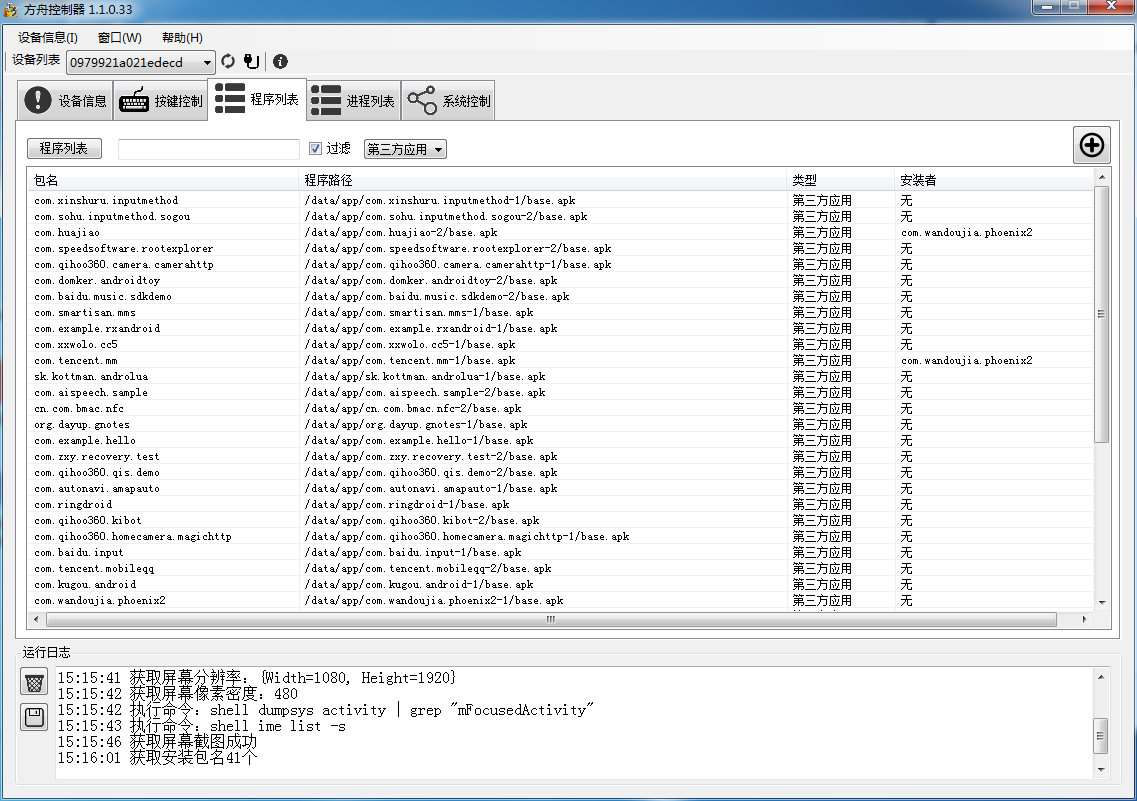 方舟控制器 1.1.0.33
设备信息(I) 窗口(W) 帮助(H)
设备列表 0979921a021edecd
设备信息 按键控制 程序列表 进程列表 系统控制
程序列表 过滤 第三方应用
包名 程序路径 类型 安装者
com.xinshuru.inputmethod /data/app/com.xinshuru.inputmethod-1/base.apk 第三方应用 无
com.sohu.inputmethod.sogou /data/app/com.sohu.inputmethod.sogou-2/base.apk 第三方应用 无
com.huajiao /data/app/com.huajiao-2/base.apk 第三方应用 com.wandoujia.phoenix2
com.speedsoftware.rootexplorer /data/app/com.speedsoftware.rootexplorer-2/base.apk 第三方应用 无
com.qihoo360.camera.camerahttp /data/app/com.qihoo360.camera.camerahttp-1/base.apk 第三方应用 无
com.domker.androidtoy /data/app/com.domker.androidtoy-2/base.apk 第三方应用 无
com.baidu.music.sdkdemo /data/app/com.baidu.music.sdkdemo-2/base.apk 第三方应用 无
com.smartisan.mms /data/app/com.smartisan.mms-1/base.apk 第三方应用 无
com.example.rxandroid /data/app/com.example.rxandroid-1/base.apk 第三方应用 无
com.xxwolo.cc5 /data/app/com.xxwolo.cc5-1/base.apk 第三方应用 无
com.tencent.mm /data/app/com.tencent.mm-1/base.apk 第三方应用 com.wandoujia.phoenix2
sk.kottman.androlua /data/app/sk.kottman.androlua-1/base.apk 第三方应用 无
com.aispeech.sample /data/app/com.aispeech.sample-2/base.apk 第三方应用 无
cn.com.bmac.nfc /data/app/cn.com.bmac.nfc-2/base.apk 第三方应用 无
org.dayup.gnotes /data/app/org.dayup.gnotes-1/base.apk 第三方应用 无
com.example.hello /data/app/com.example.hello-1/base.apk 第三方应用 无
com.zxy.recovery.test /data/app/com.zxy.recovery.test-2/base.apk 第三方应用 无
com.qihoo360.qis.demo /data/app/com.qihoo360.qis.demo-2/base.apk 第三方应用 无
com.autonavi.amapauto /data/app/com.autonavi.amapauto-1/base.apk 第三方应用 无
com.ringdroid /data/app/com.ringdroid-1/base.apk 第三方应用 无
com.qihoo360.kibot /data/app/com.qihoo360.kibot-2/base.apk 第三方应用 无
com.qihoo360.homecamera.magichttp /data/app/com.qihoo360.homecamera.magichttp-1/base.apk 第三方应用 无
com.baidu.input /data/app/com.baidu.input-1/base.apk 第三方应用 无
com.tencent.mobileqq /data/app/com.tencent.mobileqq-2/base.apk 第三方应用 无
com.kugou.android /data/app/com.kugou.android-1/base.apk 第三方应用 无
com.wandoujia.phoenix2 /data/app/com.wandoujia.phoenix2-1/base.apk 第三方应用 无
运行日志
15:15:41 获取屏幕分辨率：{Width=1080, Height=1920}
15:15:42 获取屏幕像素密度：480
15:15:42 执行命令：shell dumpsys activity | grep "mFocusedActivity"
15:15:43 执行命令：shell ime list -s
15:15:46 获取屏幕截图成功
15:16:01 获取安装包名41个